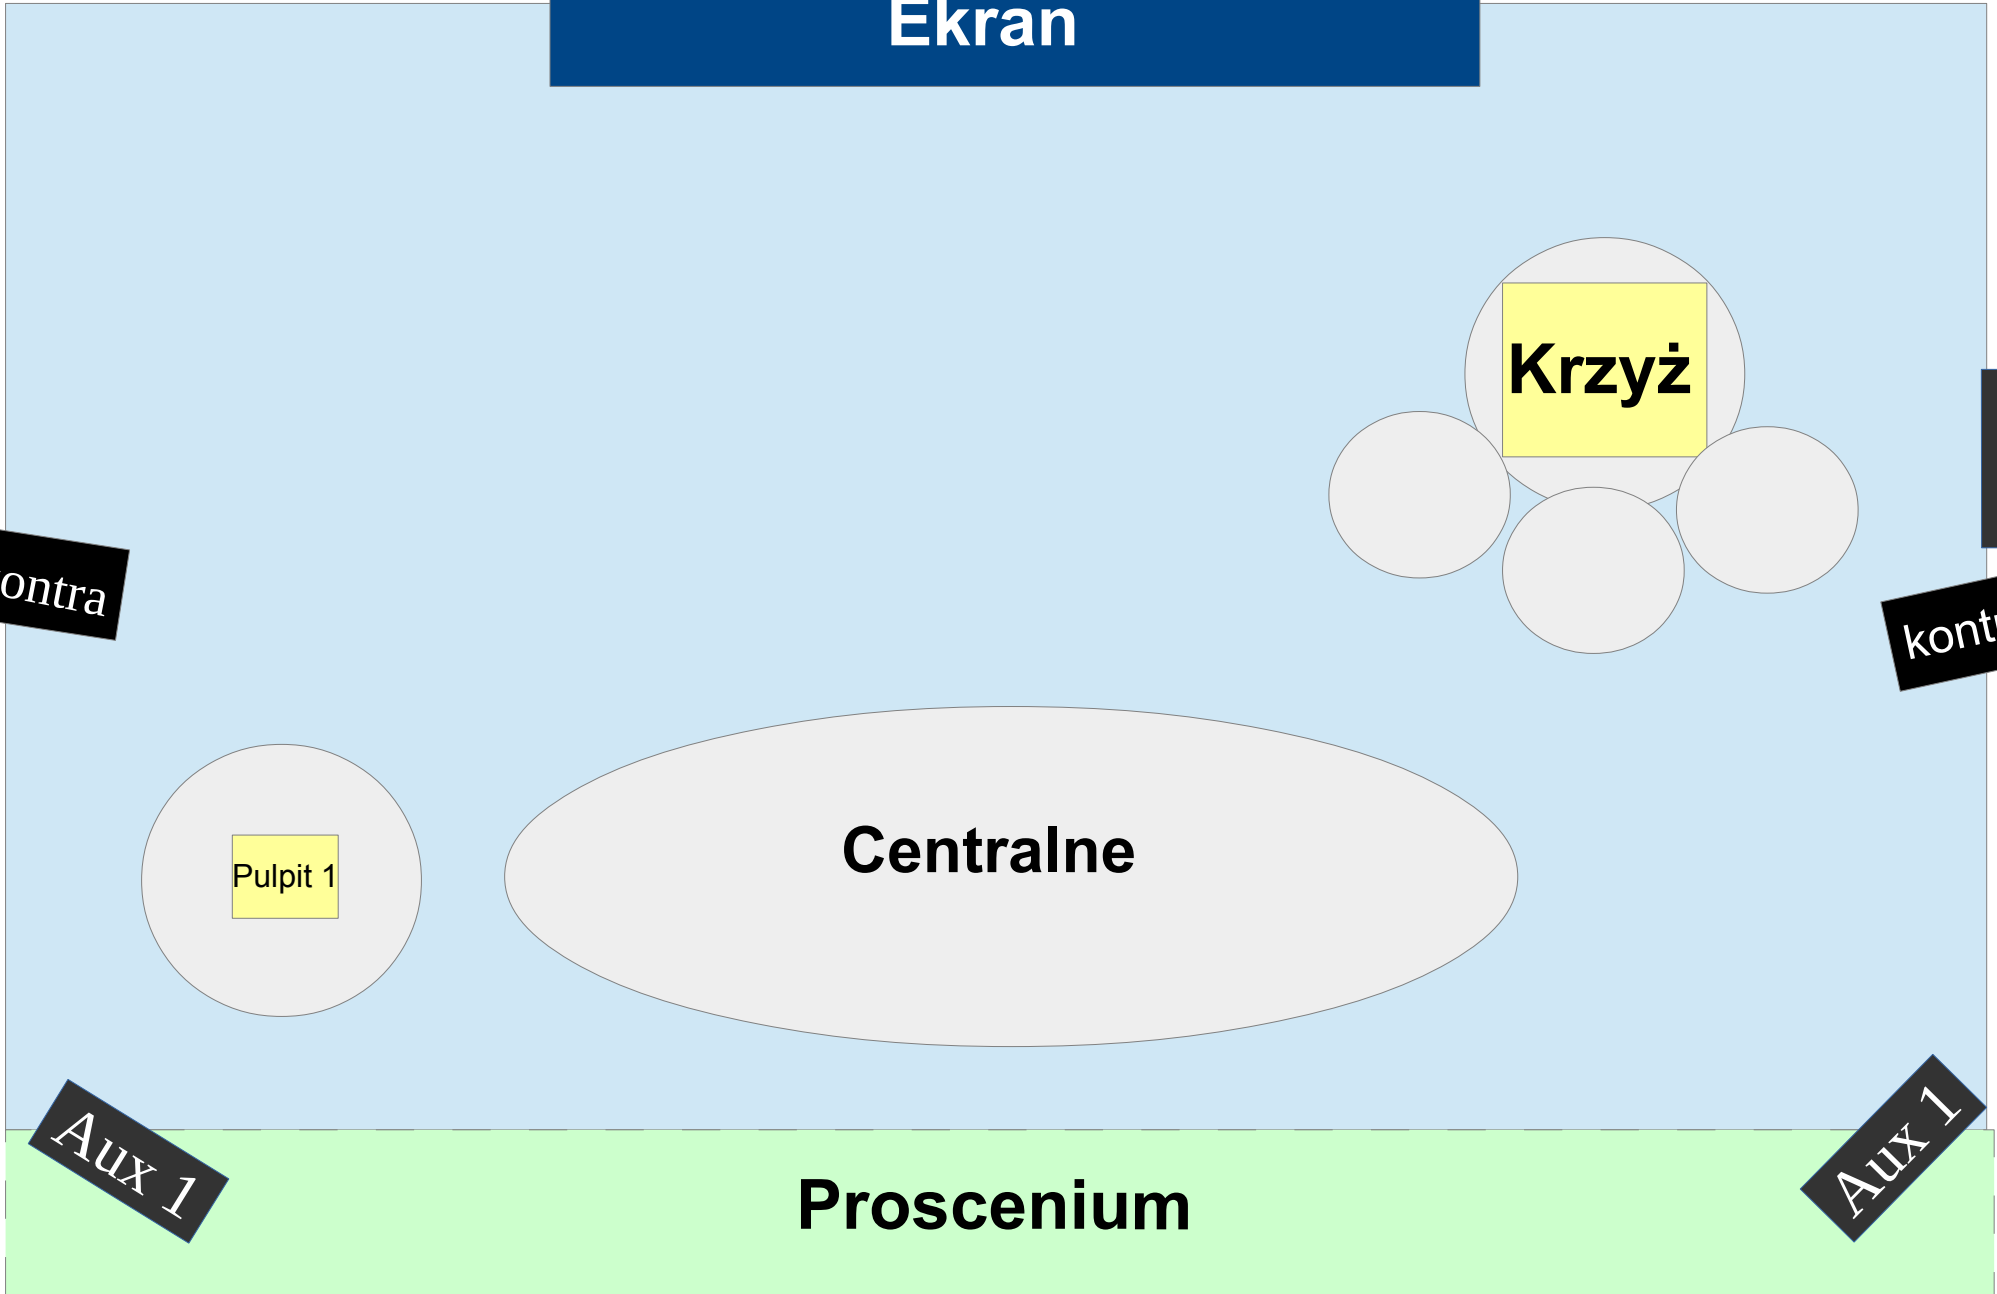 Ekran
Krzyż
ontra
kont
Centralne
Pulpit 1
Aux 1
Aux 1
Proscenium